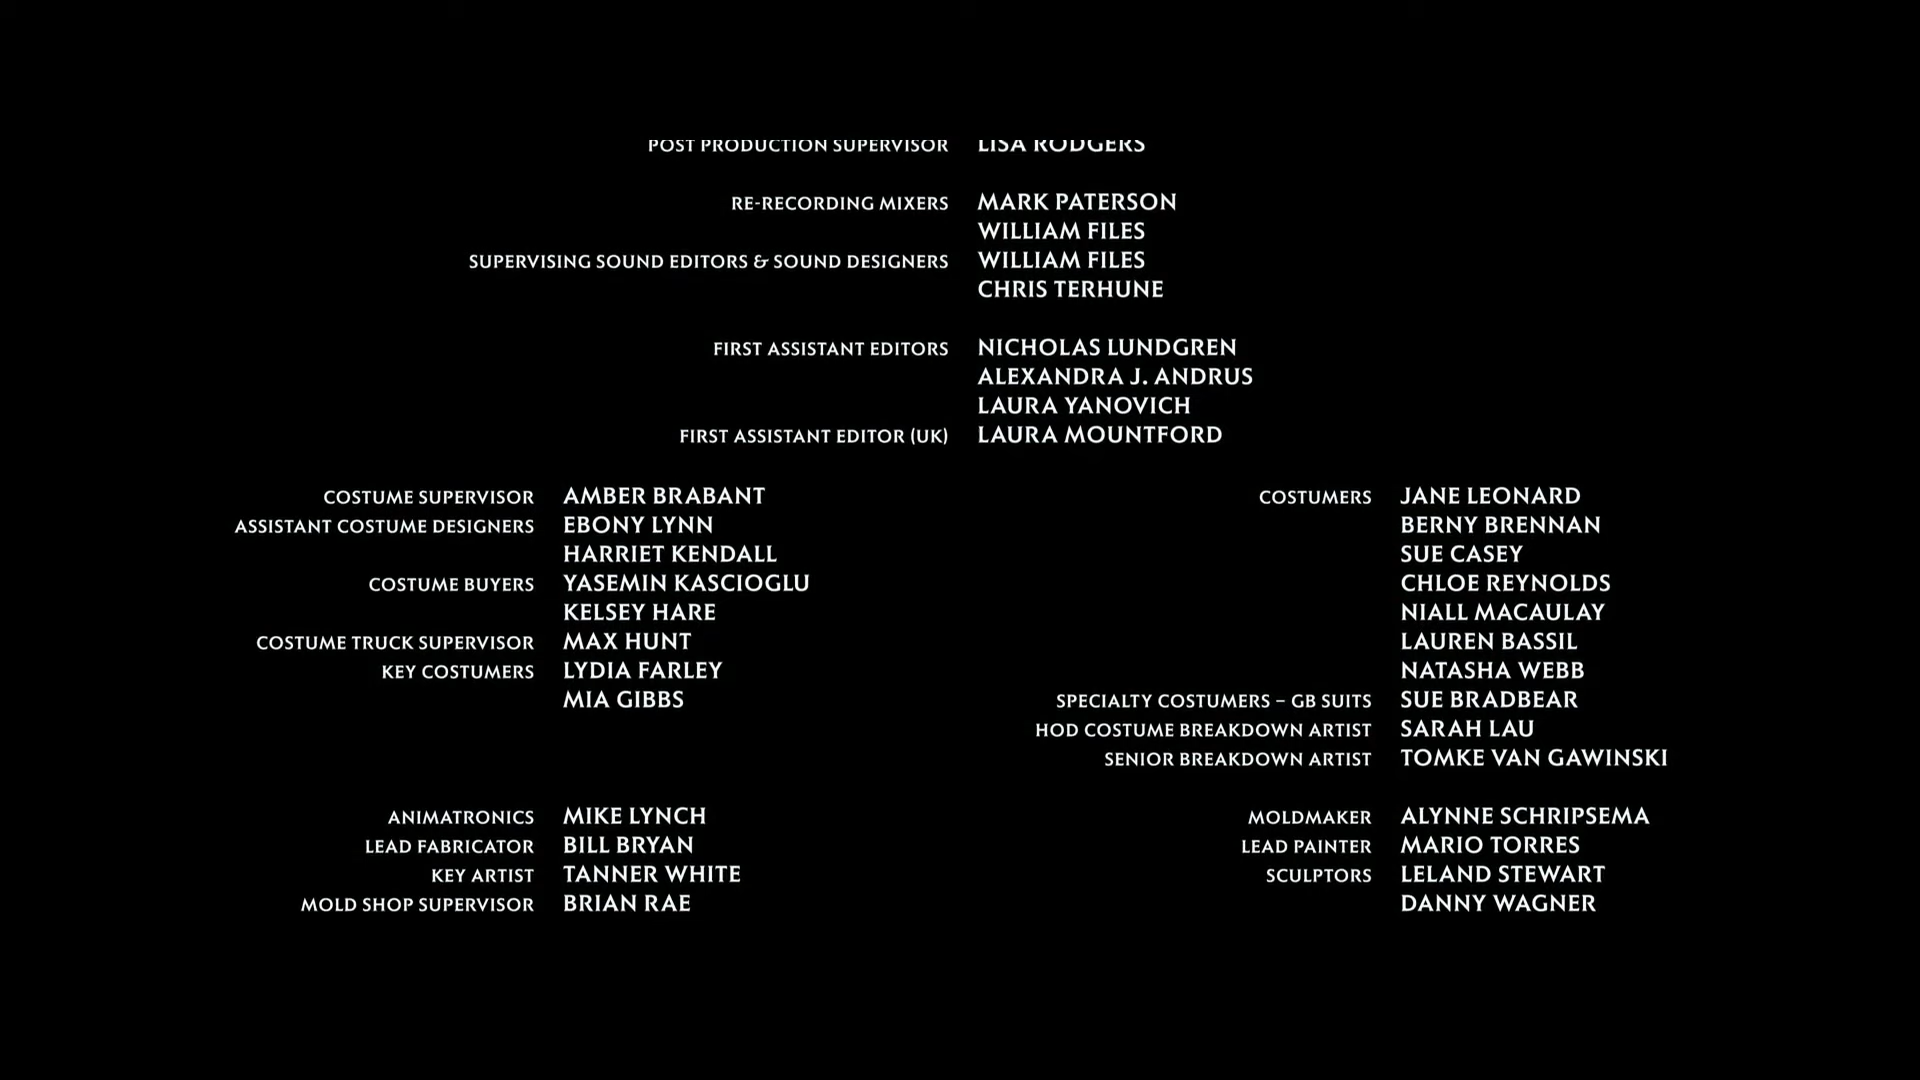 POST PRODUCTION SUPERVISOR LISA RODGERS
RE-RECORDING MIXERS MARK PATERSON
WILLIAM FILES
SUPERVISING SOUND EDITORS & SOUND DESIGNERS WILLIAM FILES
CHRIS TERHUNE
FIRST ASSISTANT EDITORS NICHOLAS LUNDGREN
ALEXANDRA J. ANDRUS
LAURA YANOVICH
FIRST ASSISTANT EDITOR (UK) LAURA MOUNTFORD
COSTUME SUPERVISOR AMBER BRABANT
ASSISTANT COSTUME DESIGNERS EBONY LYNN
HARRIET KENDALL
COSTUME BUYERS YASEMIN KASCIOGLU
KELSEY HARE
COSTUME TRUCK SUPERVISOR MAX HUNT
KEY COSTUMERS LYDIA FARLEY
MIA GIBBS
COSTUMERS JANE LEONARD
BERNY BRENNAN
SUE CASEY
CHLOE REYNOLDS
NIALL MACAULAY
LAUREN BASSIL
NATASHA WEBB
SPECIALTY COSTUMERS – GB SUITS SUE BRADBEAR
HOD COSTUME BREAKDOWN ARTIST SARAH LAU
SENIOR BREAKDOWN ARTIST TOMKE VAN GAWINSKI
ANIMATRONICS MIKE LYNCH
LEAD FABRICATOR BILL BRYAN
KEY ARTIST TANNER WHITE
MOLD SHOP SUPERVISOR BRIAN RAE
MOLDMAKER ALYNNE SCHRIPSEMA
LEAD PAINTER MARIO TORRES
SCULPTORS LELAND STEWART
DANNY WAGNER